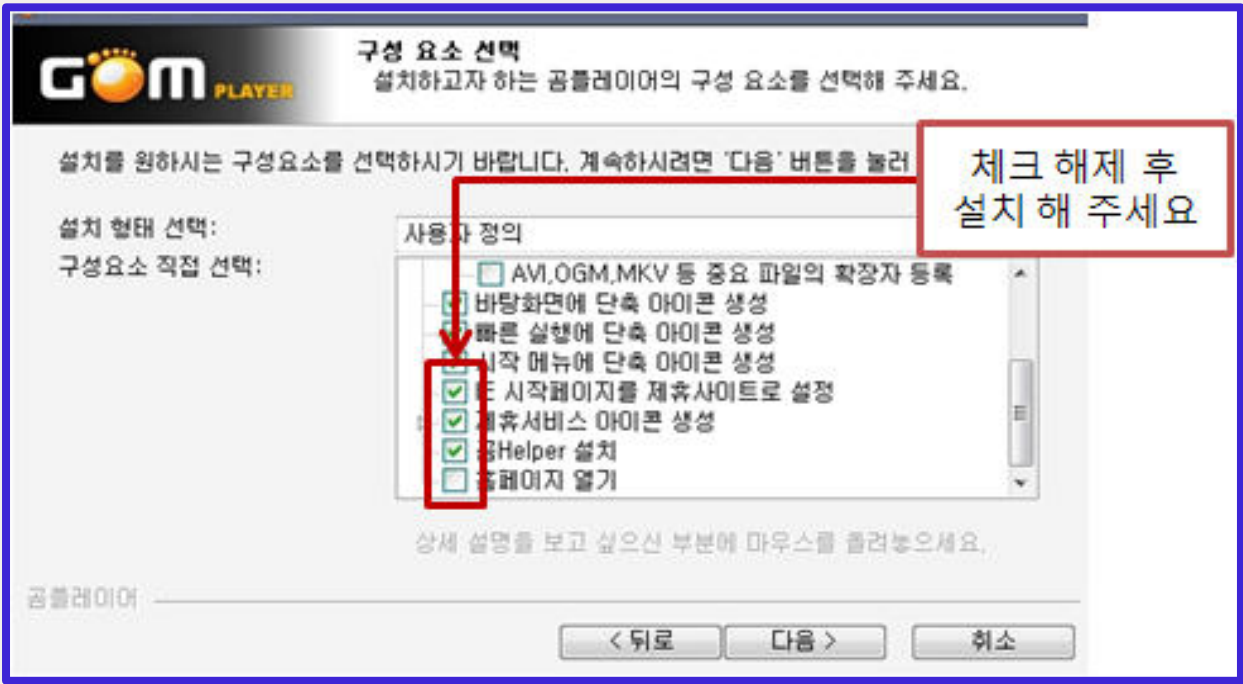 GOM PLAYER
구성 요소 선택
설치하고자 하는 곰플레이어의 구성 요소를 선택해 주세요.
설치를 원하시는 구성요소를 선택하시기 바랍니다. 계속하시려면 '다음' 버튼을 눌러
체크 해제 후
설치 해 주세요
설치 형태 선택:
사용자 정의
구성요소 직접 선택:
AVI,OGM,MKV 등 중요 파일의 확장자 등록
바탕화면에 단축 아이콘 생성
빠른 실행에 단축 아이콘 생성
시작 메뉴에 단축 아이콘 생성
IE 시작페이지를 제휴사이트로 설정
제휴서비스 아이콘 생성
곰Helper 설치
홈페이지 열기
상세 설명을 보고 싶으신 부분에 마우스를 올려놓으세요.
곰플레이어
< 뒤로
다음 >
취소